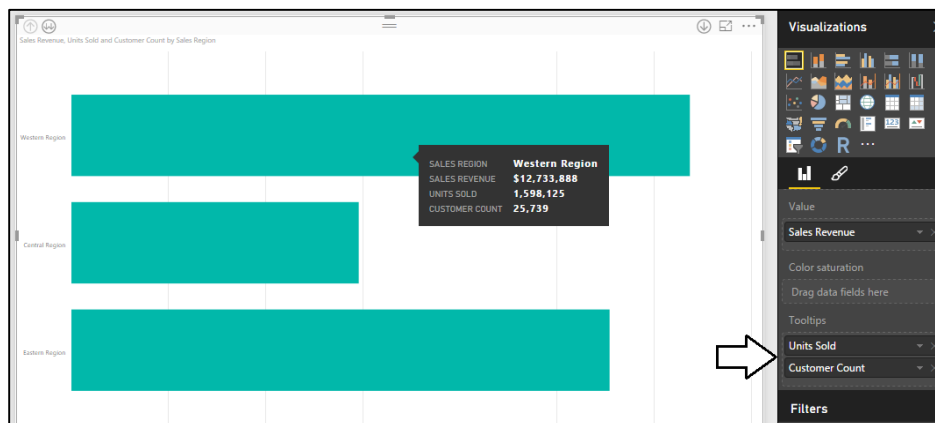 Sales Revenue, Units Sold and Customer Count by Sales Region
Western Region
SALES REGION Western Region
SALES REVENUE $12,733,888
UNITS SOLD 1,598,125
CUSTOMER COUNT 25,739
Central Region
Eastern Region
Visualizations
123
R
Value
Sales Revenue
Color saturation
Drag data fields here
Tooltips
Units Sold
Customer Count
Filters